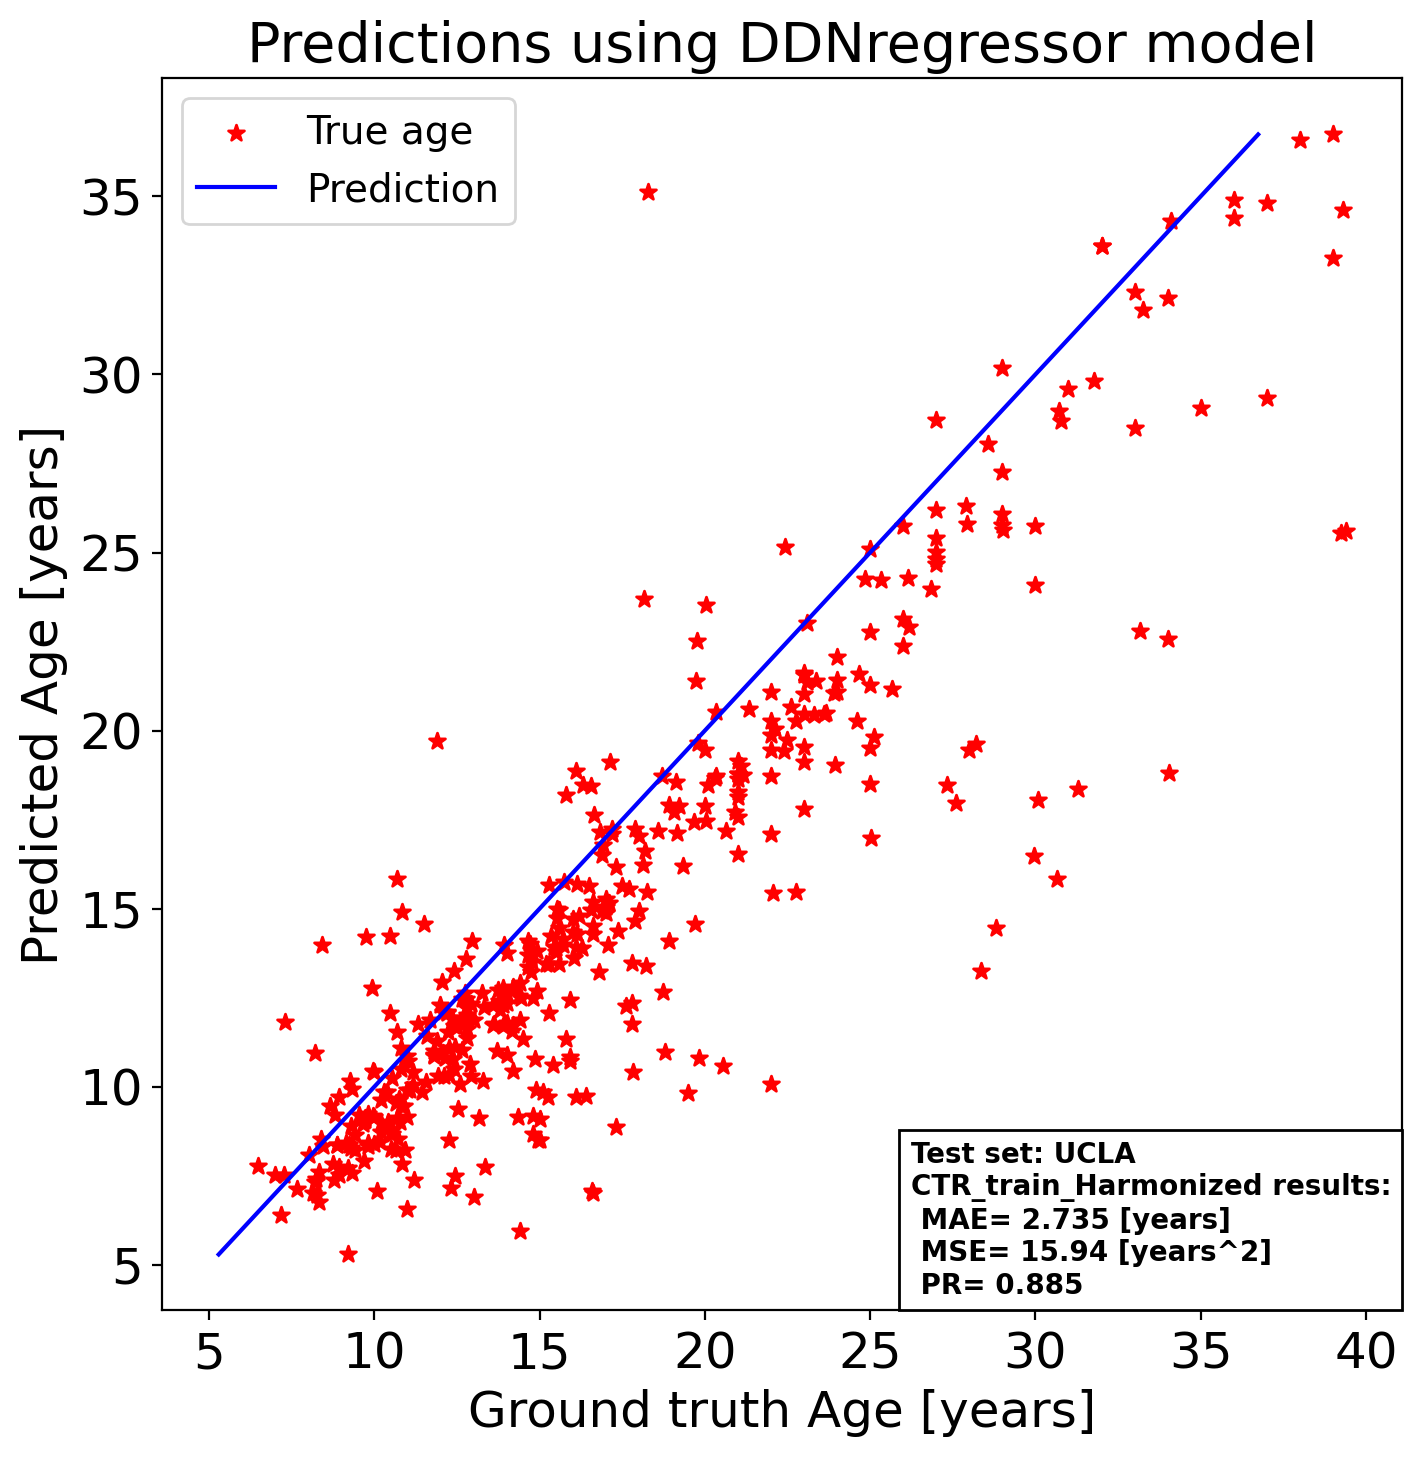 Predictions using DDNregressor model
True age
Prediction
Predicted Age [years]
35
30
25
20
15
10
5
Test set: UCLA
CTR_train_Harmonized results:
MAE= 2.735 [years]
MSE= 15.94 [years^2]
PR= 0.885
5 10 15 20 25 30 35 40
Ground truth Age [years]